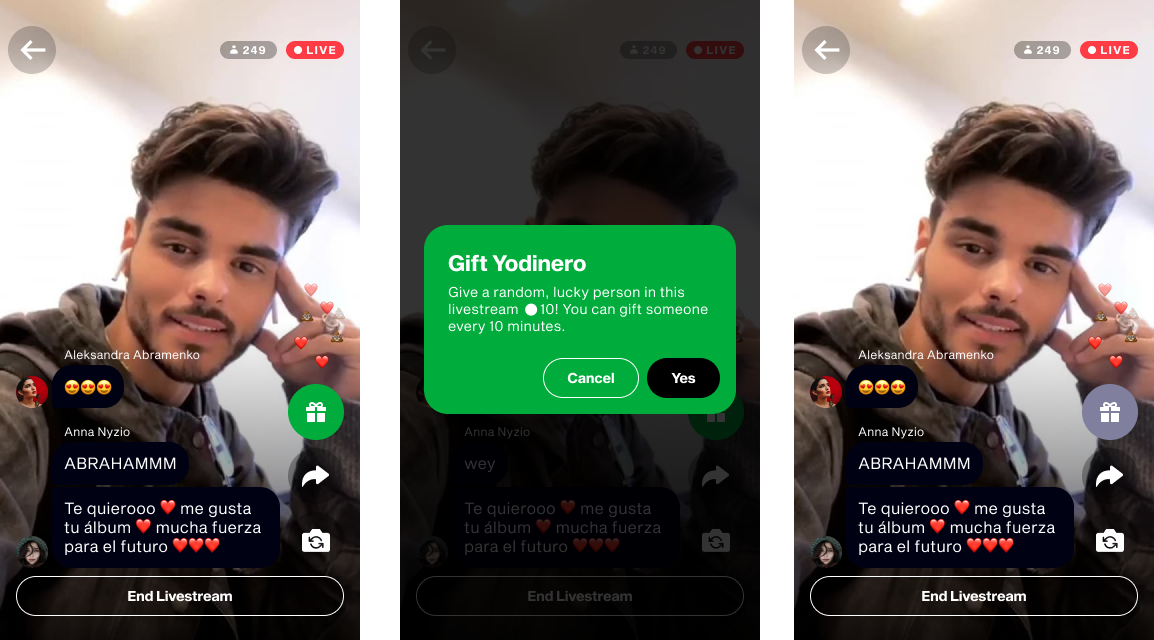 249
LIVE
Aleksandra Abramenko
😍😍😍
Anna Nyzio
ABRAHAMMM
Te quierooo ❤️ me gusta
tu álbum ❤️ mucha fuerza
para el futuro ❤️❤️❤️
End Livestream
249
LIVE
Gift Yodinero
Give a random, lucky person in this
livestream 10! You can gift someone
every 10 minutes.
Cancel
Yes
Anna Nyzio
wey
Te quierooo ❤️ me gusta
tu álbum ❤️ mucha fuerza
para el futuro ❤️❤️❤️
End Livestream
249
LIVE
Aleksandra Abramenko
😍😍😍
Anna Nyzio
ABRAHAMMM
Te quierooo ❤️ me gusta
tu álbum ❤️ mucha fuerza
para el futuro ❤️❤️❤️
End Livestream